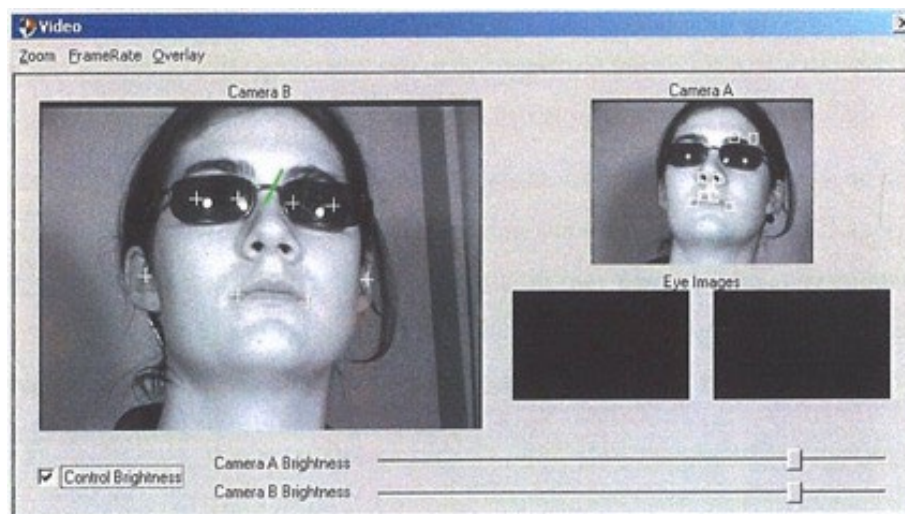 Video
Zoom FrameRate Overlay
Camera B
Camera A
Eye Images
Control Brightness
Camera A Brightness
Camera B Brightness